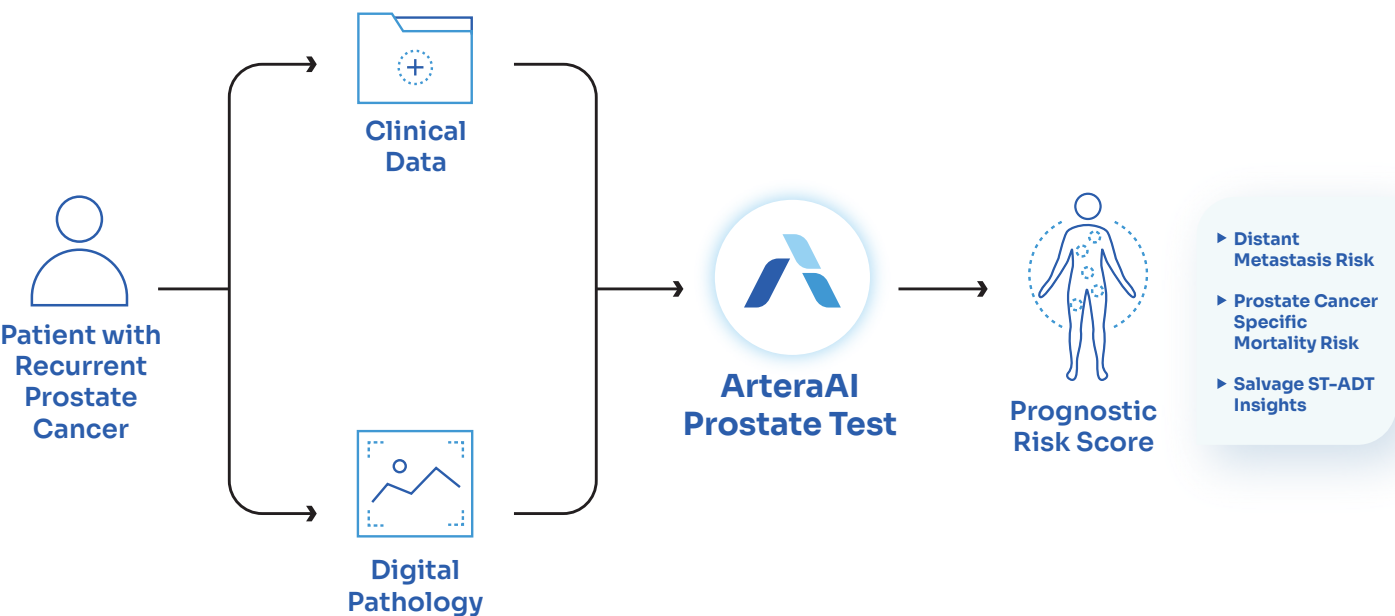 Clinical
Data
Patient with
Recurrent
Prostate
Cancer
Digital
Pathology
ArteraAI
Prostate Test
Prognostic
Risk Score
Distant
Metastasis Risk
Prostate Cancer
Specific
Mortality Risk
Salvage ST-ADT
Insights